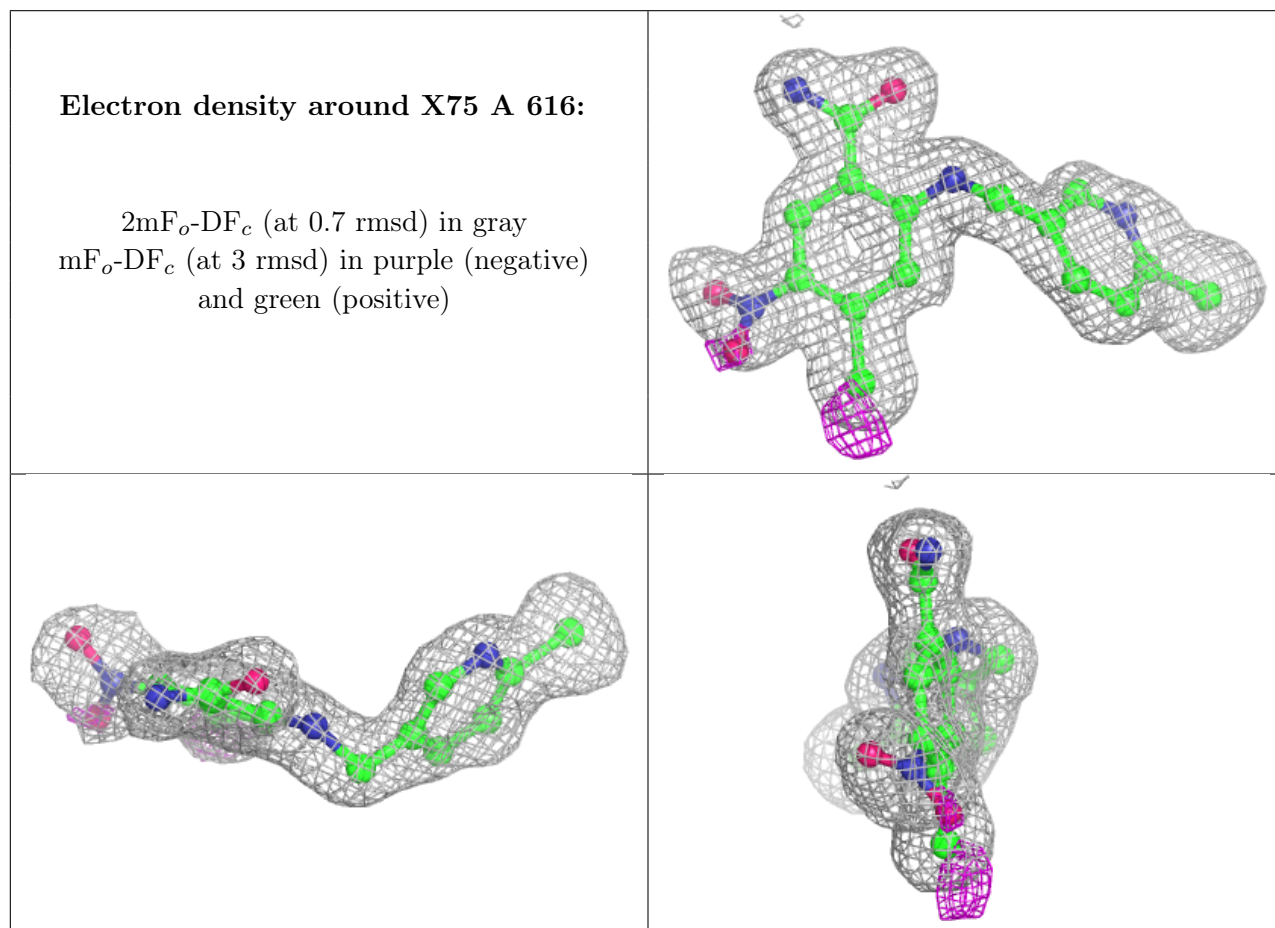 Electron density around X75 A 616:
2mFo-DFc (at 0.7 rmsd) in gray
mFo-DFc (at 3 rmsd) in purple (negative)
and green (positive)